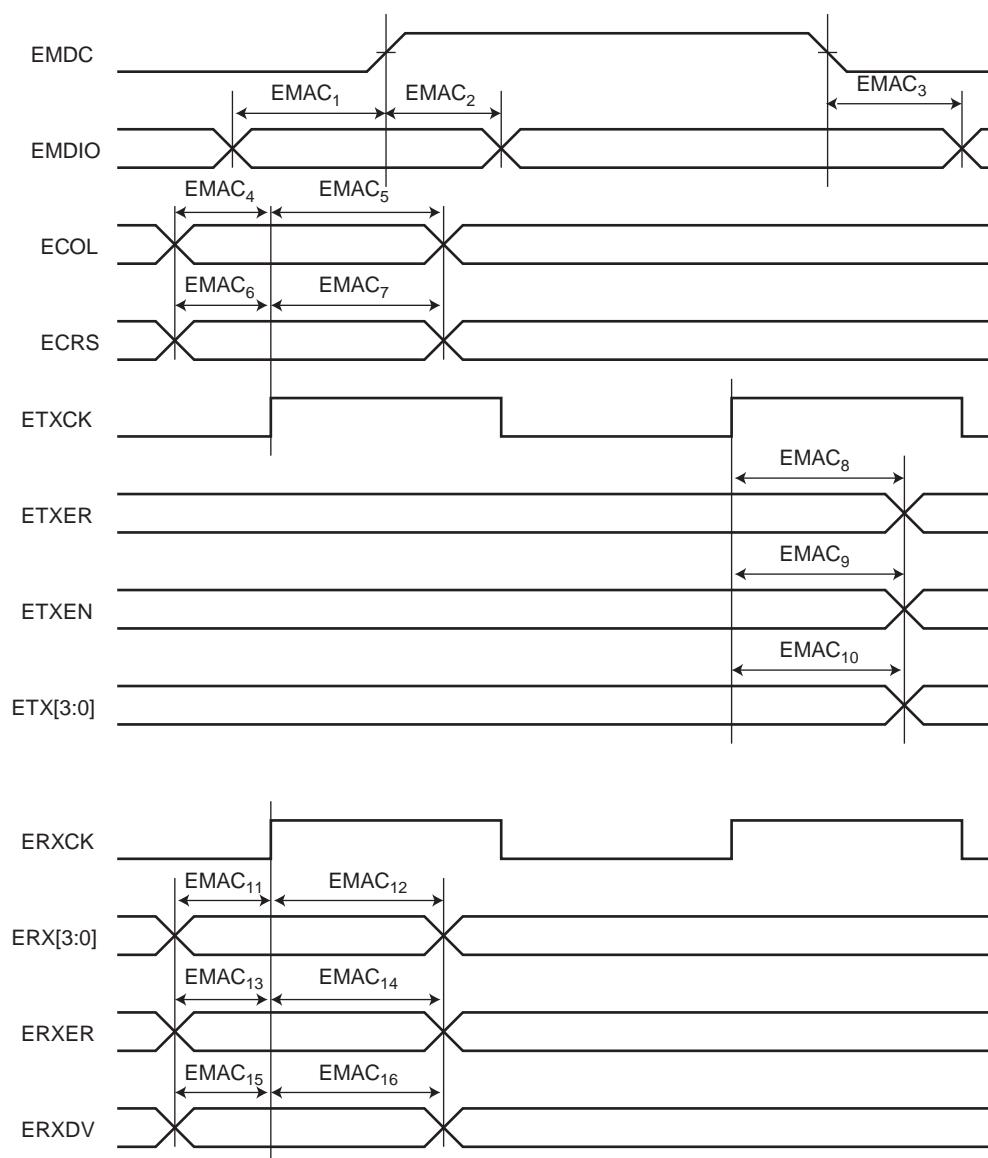 EMDC
EMAC1 EMAC2 EMAC3
EMDIO
EMAC4 EMAC5
ECOL
EMAC6 EMAC7
ECRS
ETXCK
EMAC8
ETXER
EMAC9
ETXEN
EMAC10
ETX[3:0]
ERXCK
EMAC11 EMAC12
ERX[3:0]
EMAC13 EMAC14
ERXER
EMAC15 EMAC16
ERXDV